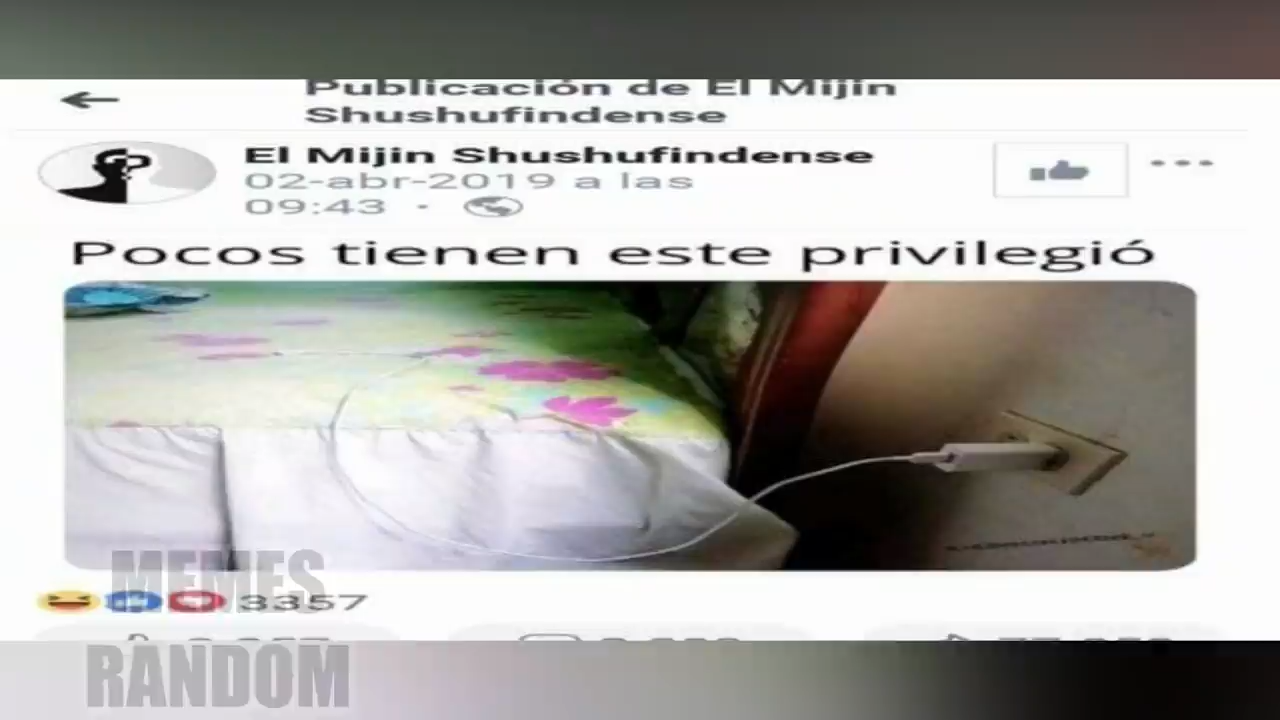 Publicación de El Mijin
Shushufindense
El Mijin Shushufindense
02-abr-2019 a las
09:43 ·
Pocos tienen este privilegió
MEMES
3357
RANDOM